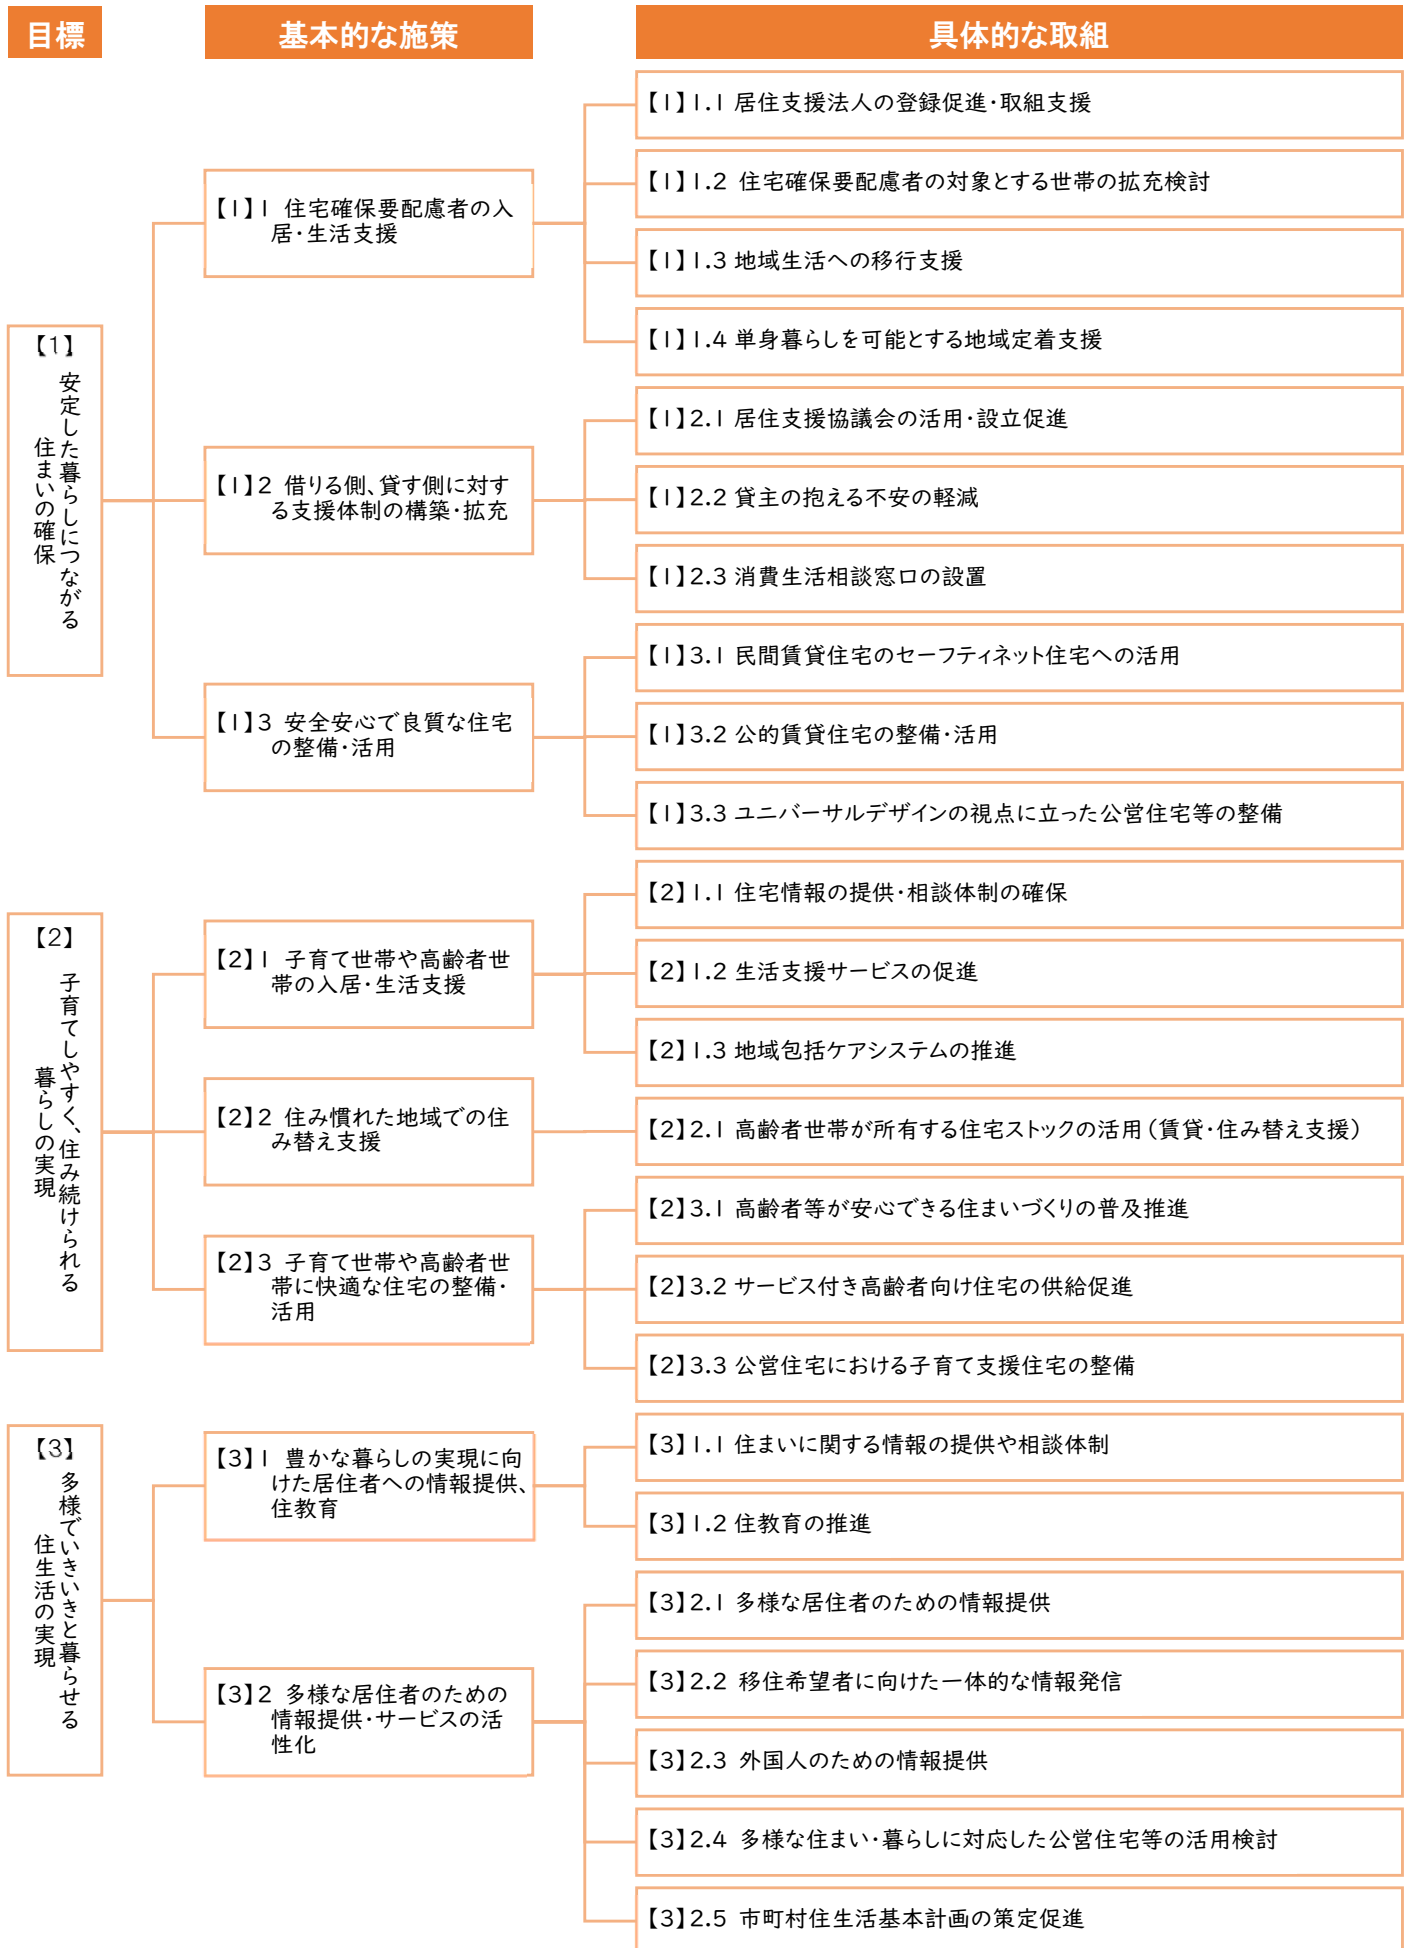 目標
基本的な施策
具体的な取組
【1】
安定した暮らしにつながる
住まいの確保
【1】1 住宅確保要配慮者の入
居・生活支援
【1】1.1 居住支援法人の登録促進・取組支援
【1】1.2 住宅確保要配慮者の対象とする世帯の拡充検討
【1】1.3 地域生活への移行支援
【1】1.4 単身暮らしを可能とする地域定着支援
【1】2 借りる側、貸す側に対す
る支援体制の構築・拡充
【1】2.1 居住支援協議会の活用・設立促進
【1】2.2 貸主の抱える不安の軽減
【1】2.3 消費生活相談窓口の設置
【1】3 安全安心で良質な住宅
の整備・活用
【1】3.1 民間賃貸住宅のセーフティネット住宅への活用
【1】3.2 公的賃貸住宅の整備・活用
【1】3.3 ユニバーサルデザインの視点に立った公営住宅等の整備
【2】
子育てしやすく、住み続けられる
暮らしの実現
【2】1 子育て世帯や高齢者世
帯の入居・生活支援
【2】1.1 住宅情報の提供・相談体制の確保
【2】1.2 生活支援サービスの促進
【2】1.3 地域包括ケアシステムの推進
【2】2 住み慣れた地域での住
み替え支援
【2】2.1 高齢者世帯が所有する住宅ストックの活用（賃貸・住み替え支援）
【2】3 子育て世帯や高齢者世
帯に快適な住宅の整備・
活用
【2】3.1 高齢者等が安心できる住まいづくりの普及推進
【2】3.2 サービス付き高齢者向け住宅の供給促進
【2】3.3 公営住宅における子育て支援住宅の整備
【3】
多様でいきいきと暮らせる
住生活の実現
【3】1 豊かな暮らしの実現に向
けた居住者への情報提供、
住教育
【3】1.1 住まいに関する情報の提供や相談体制
【3】1.2 住教育の推進
【3】2 多様な居住者のための
情報提供・サービスの活
性化
【3】2.1 多様な居住者のための情報提供
【3】2.2 移住希望者に向けた一体的な情報発信
【3】2.3 外国人のための情報提供
【3】2.4 多様な住まい・暮らしに対応した公営住宅等の活用検討
【3】2.5 市町村住生活基本計画の策定促進